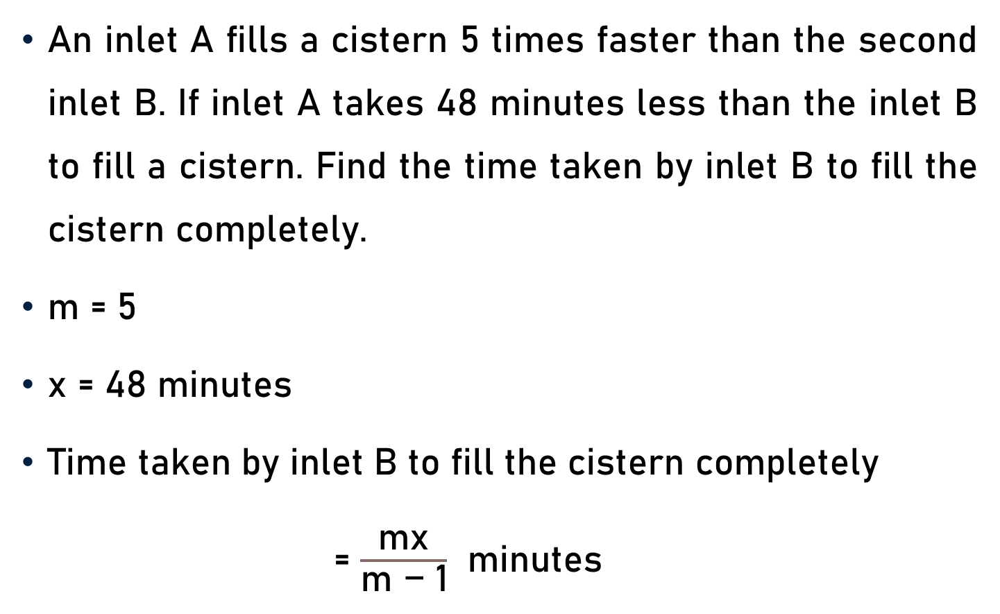 • An inlet A fills a cistern 5 times faster than the second
inlet B. If inlet A takes 48 minutes less than the inlet B
to fill a cistern. Find the time taken by inlet B to fill the
cistern completely.
• m = 5
• x = 48 minutes
• Time taken by inlet B to fill the cistern completely
mx
= minutes
m − 1